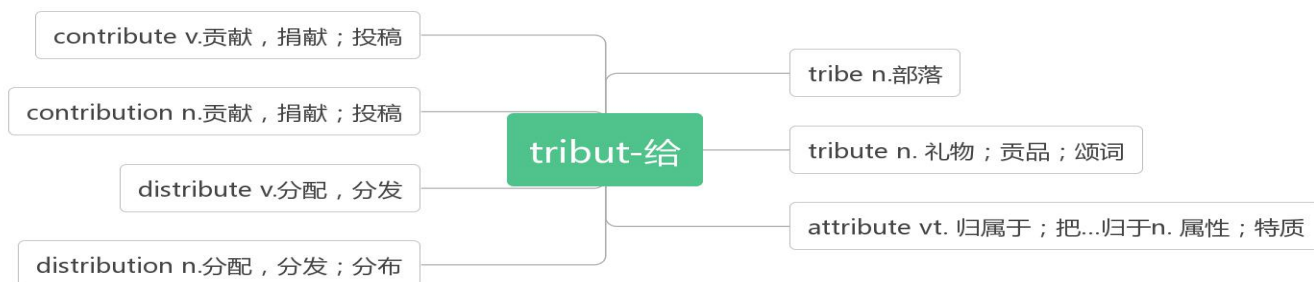 contribute v.贡献，捐献；投稿
contribution n.贡献，捐献；投稿
distribute v.分配，分发
distribution n.分配，分发；分布
tribut-给
tribe n.部落
tribute n. 礼物；贡品；颂词
attribute vt. 归属于；把...归于n. 属性；特质